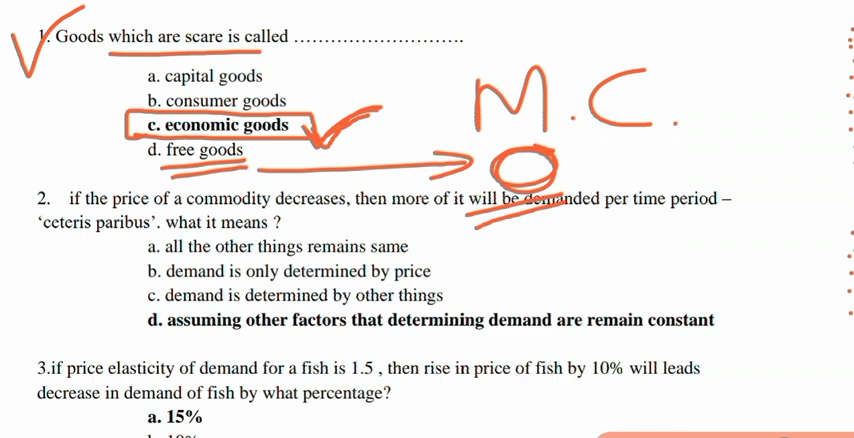 1. Goods which are scare is called ............................
a. capital goods
b. consumer goods
c. economic goods
d. free goods
M.C.
2. if the price of a commodity decreases, then more of it will be demanded per time period –
‘ceteris paribus’. what it means ?
a. all the other things remains same
b. demand is only determined by price
c. demand is determined by other things
d. assuming other factors that determining demand are remain constant
3.if price elasticity of demand for a fish is 1.5 , then rise in price of fish by 10% will leads
decrease in demand of fish by what percentage?
a. 15%